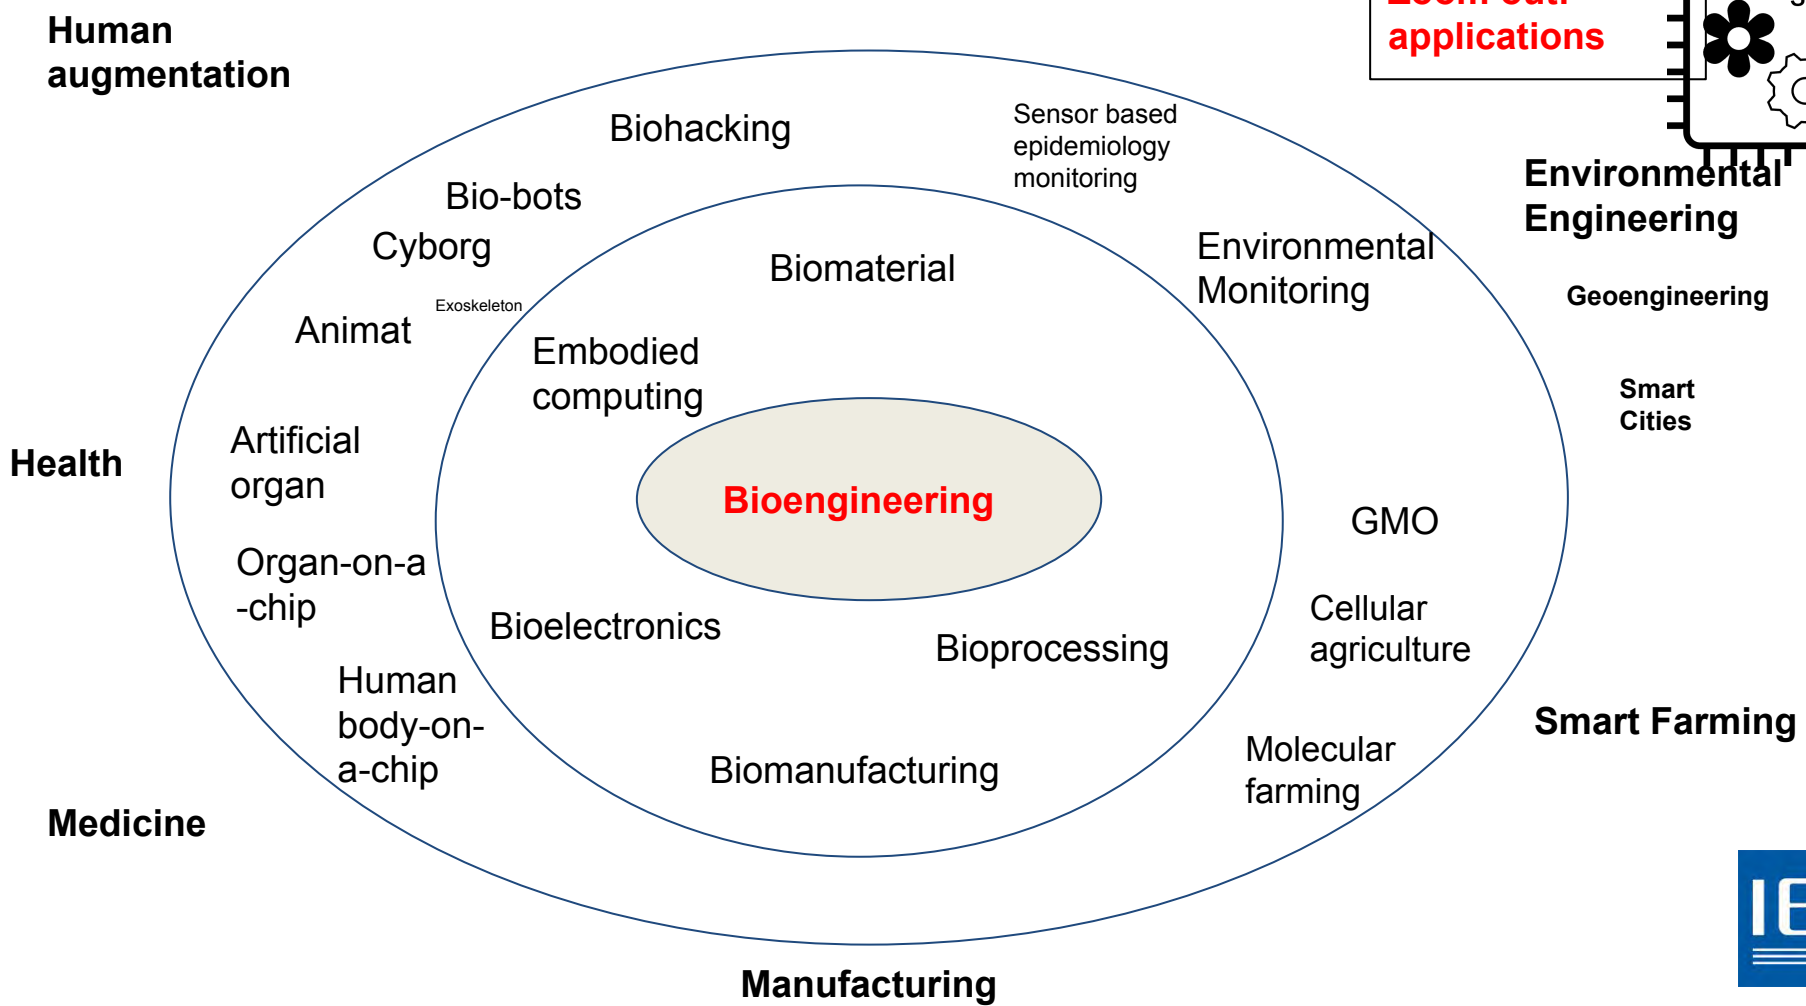 Human
augmentation
applications
Biohacking
Sensor based
epidemiology
monitoring
Environmental
Engineering
Bio-bots
Cyborg
Biomaterial
Environmental
Monitoring
Geoengineering
Exoskeleton
Animat
Embodied
computing
Smart
Cities
Artificial
organ
Health
Bioengineering
GMO
Organ-on-a
-chip
Bioelectronics
Bioprocessing
Cellular
agriculture
Human
body-on-
a-chip
Smart Farming
Biomanufacturing
Molecular
farming
Medicine
Manufacturing